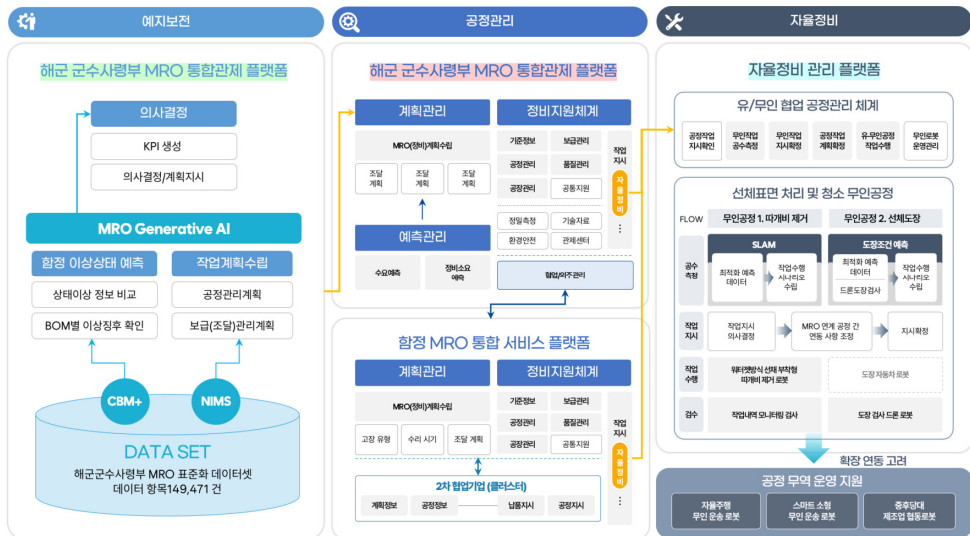 예지보전
해군 군수사령부 MRO 통합관제 플랫폼
의사결정
KPI 생성
의사결정/계획지시
MRO Generative AI
함정 이상상태 예측
작업계획수립
상태이상 정보 비교
공정관리계획
BOM별 이상징후 확인
보급(조달)관리계획
CBM+
NIMS
DATA SET
해군군수사령부 MRO 표준화 데이터셋
데이터 항목149,471 건
공정관리
해군 군수사령부 MRO 통합관제 플랫폼
계획관리
MRO(정비)계획수립
조달
계획
조달
계획
조달
계획
예측관리
수요예측
정비소요
예측
정비지원체계
기준정보
보급관리
공정관리
품질관리
공장관리
공통지원
정밀측정
기술자료
환경안전
관제센터
협업/외주관리
작업
지시
자율정비
함정 MRO 통합 서비스 플랫폼
계획관리
MRO(정비)계획수립
고장 유형
수리 시기
조달 계획
정비지원체계
기준정보
보급관리
공정관리
품질관리
공장관리
공통지원
작업
지시
자율정비
2차 협업기업 (클러스터)
계획정보
공정정보
납품지시
공정지시
자율정비
자율정비 관리 플랫폼
유/무인 협업 공정관리 체계
공정작업
지시확인
무인작업
공수측정
무인작업
지시확정
공정작업
계획확정
유·무인공정
작업수행
무인로봇
운영관리
선체표면 처리 및 청소 무인공정
FLOW
무인공정 1. 따개비 제거
무인공정 2. 선체도장
공수
측정
SLAM
최적화 예측
데이터
작업수행
시나리오
수립
도장조건 예측
최적화 예측
데이터
드론도장검사
작업수행
시나리오
수립
작업
지시
작업지시
의사결정
MRO 연계 공정 간
연동 사항 조정
지시확정
작업
수행
워터젯방식 선재 부착형
따개비 제거 로봇
도장 자동차 로봇
검수
작업내역 모니터링 검사
도장 검사 드론 로봇
확장 연동 고려
공정 무역 운영 지원
자율주행
무인 운송 로봇
스마트 소형
무인 운송 로봇
중후당대
제조업 협동로봇